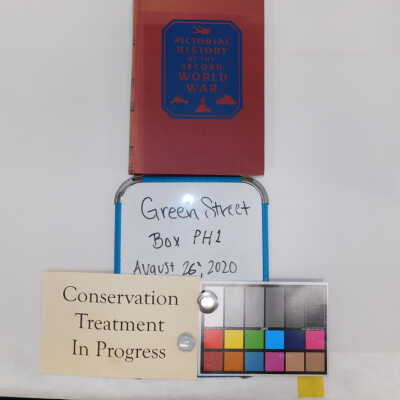 PICTORIAL
HISTORY
OF THE
SECOND
WORLD
WAR
Green Street
Box PH1
August 26, 2020
Conservation
Treatment
In Progress